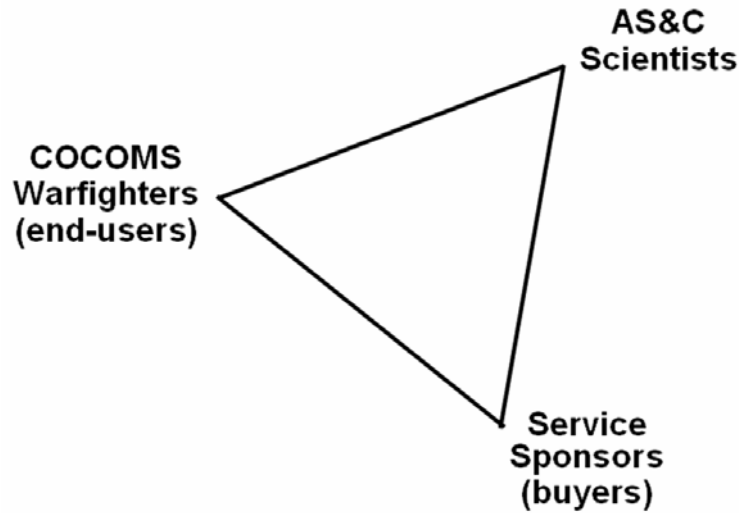 AS&C
Scientists
COCOMS
Warfighters
(end-users)
Service
Sponsors
(buyers)